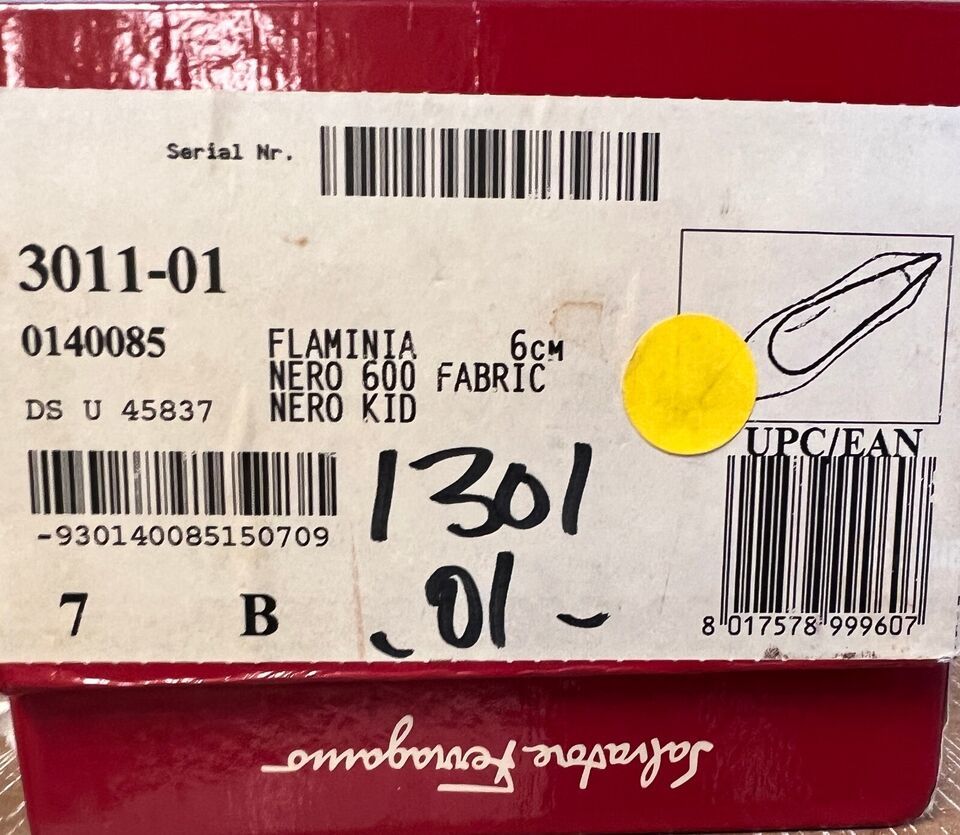 Serial Nr.
3011-01
0140085
FLAMINIA 6CM
NERO 600 FABRIC
DS U 45837
NERO KID
UPC/EAN
-930140085150709
1301
7 B
-01-
8 017578 999607
Salvatore Ferragamo